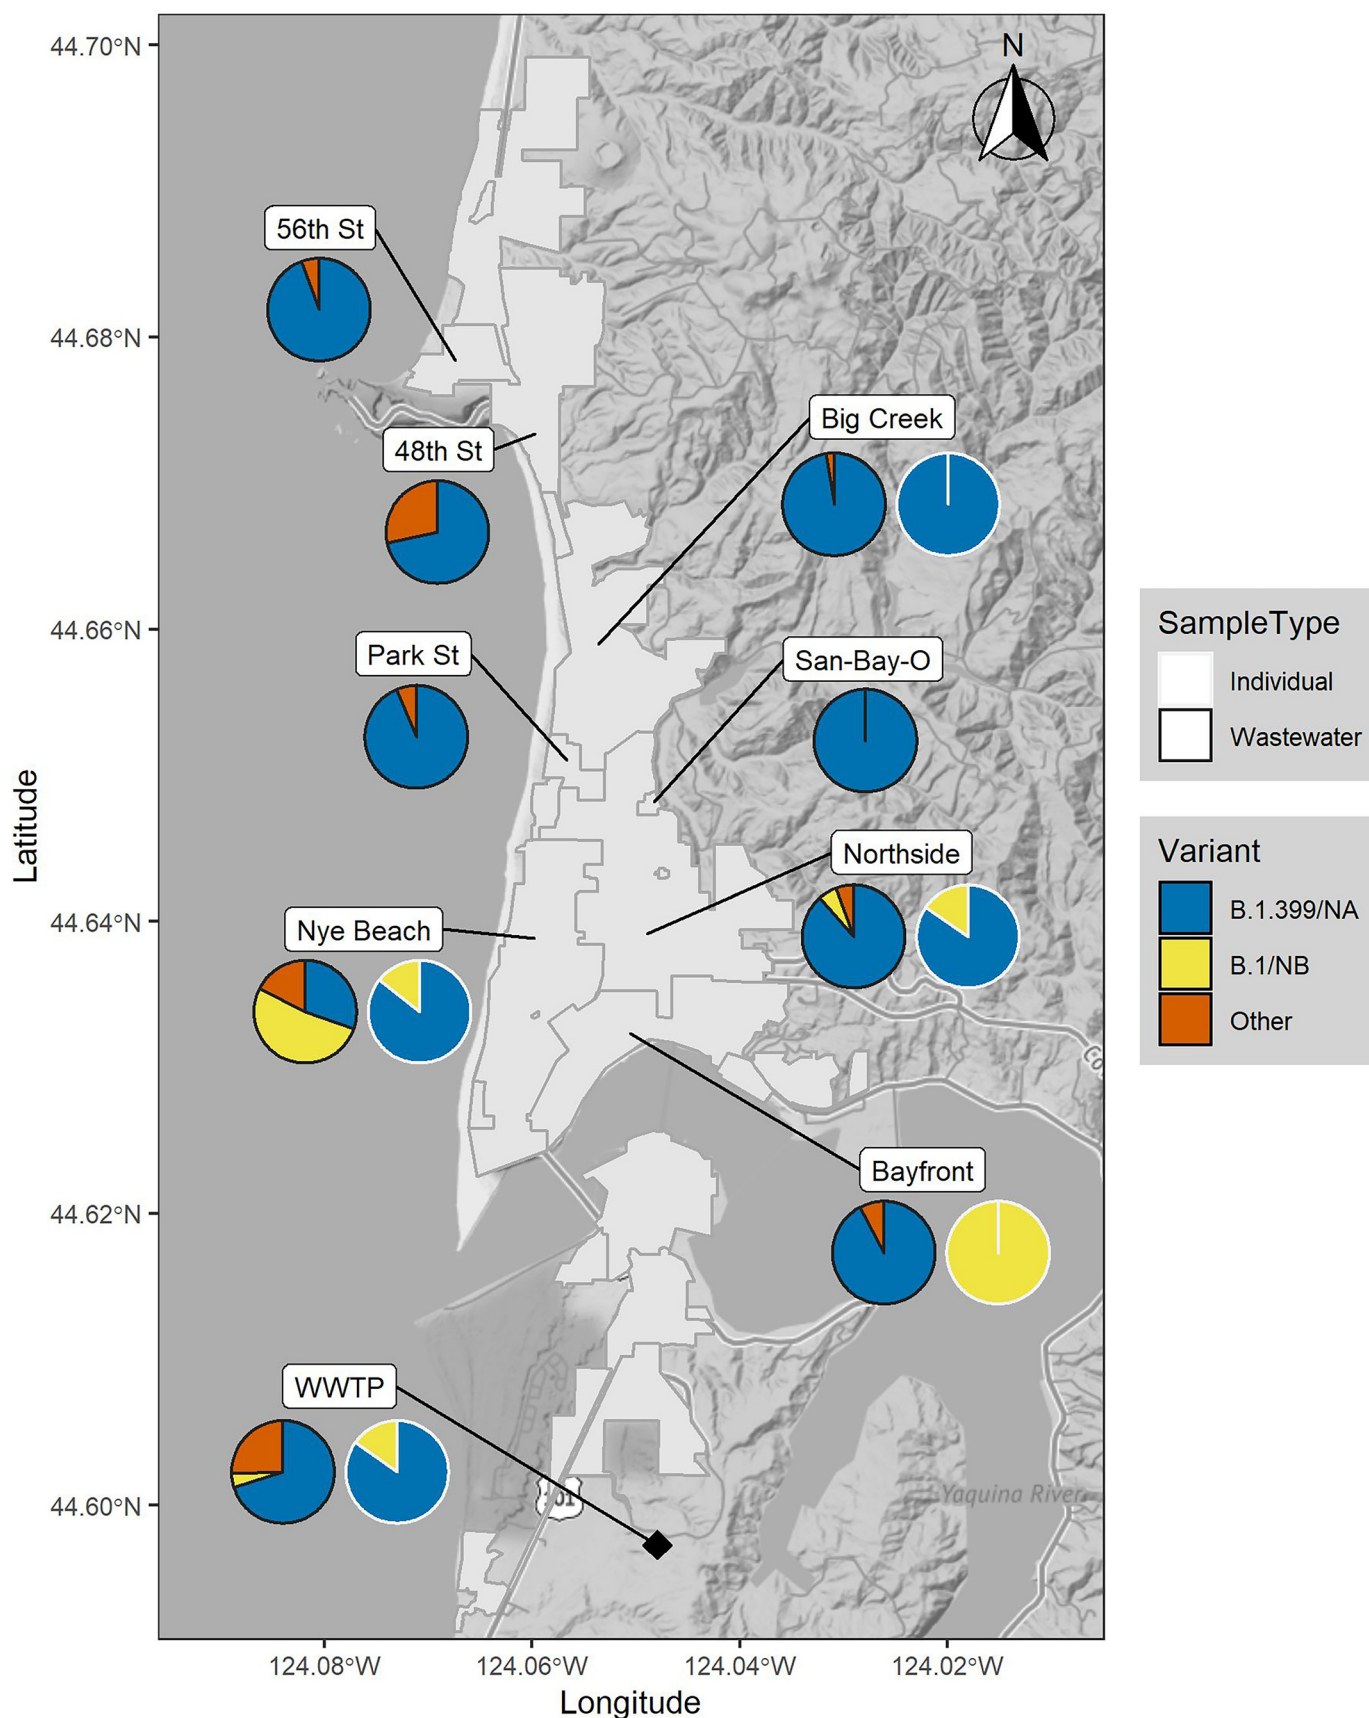 44.70°N
N
56th St
44.68°N
Big Creek
48th St
SampleType
44.66°N
Park St
San-Bay-O
Individual
Wastewater
Latitude
Northside
Variant
44.64°N
Nye Beach
B.1.399/NA
B.1/NB
Other
Co
Bayfront
44.62°N
WWTP
44.60°N
101
Yaquina River
124.08°W
124.06°W
124.04°W
124.02°W
Longitude